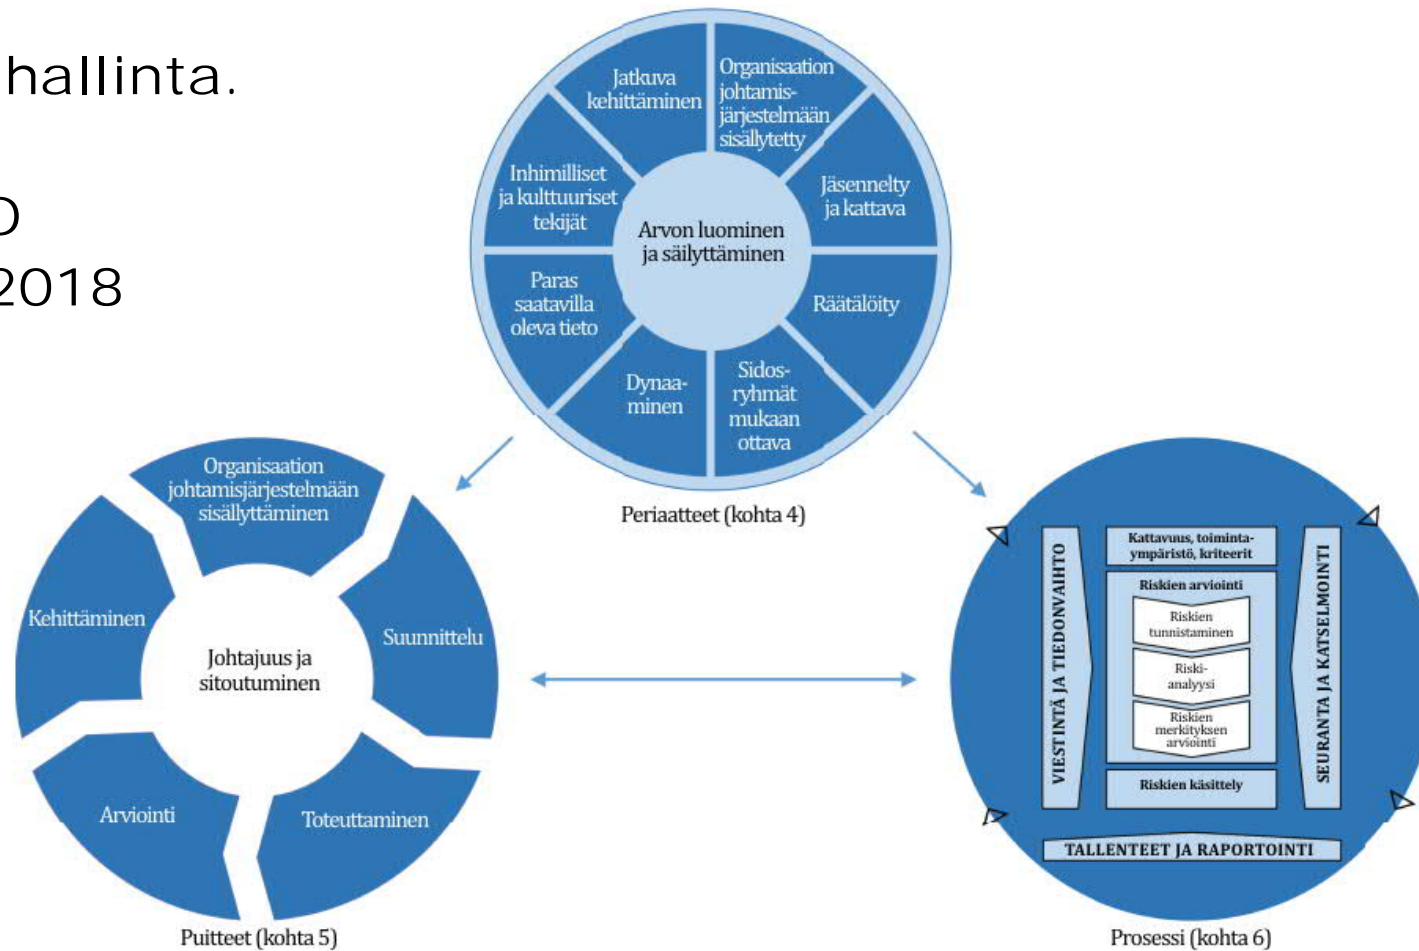 hallinta.
O
2018
Jatkuva
kehittäminen
Organisaation
johtamis-
järjestelmään
sisällytetty
Inhimilliset
ja kulttuuriset
tekijät
Jäsennelty
ja kattava
Arvon luominen
ja säilyttäminen
Paras
saatavilla
oleva tieto
Räätälöity
Dynaa-
minen
Sidos-
ryhmät
mukaan
ottava
Periaatteet (kohta 4)
Organisaation
johtamisjärjestelmään
sisällyttäminen
Kehittäminen
Suunnittelu
Johtajuus ja
sitoutuminen
Arviointi
Toteuttaminen
Puitteet (kohta 5)
VIESTINTÄ JA TIEDONVAIHTO
Kattavuus, toiminta-
ympäristö, kriteerit
Riskien arviointi
Riskien
tunnistaminen
Riski-
analyysi
Riskien
merkityksen
arviointi
Riskien käsittely
SEURANTA JA KATSELMOINTI
TALLENTEET JA RAPORTOINTI
Prosessi (kohta 6)